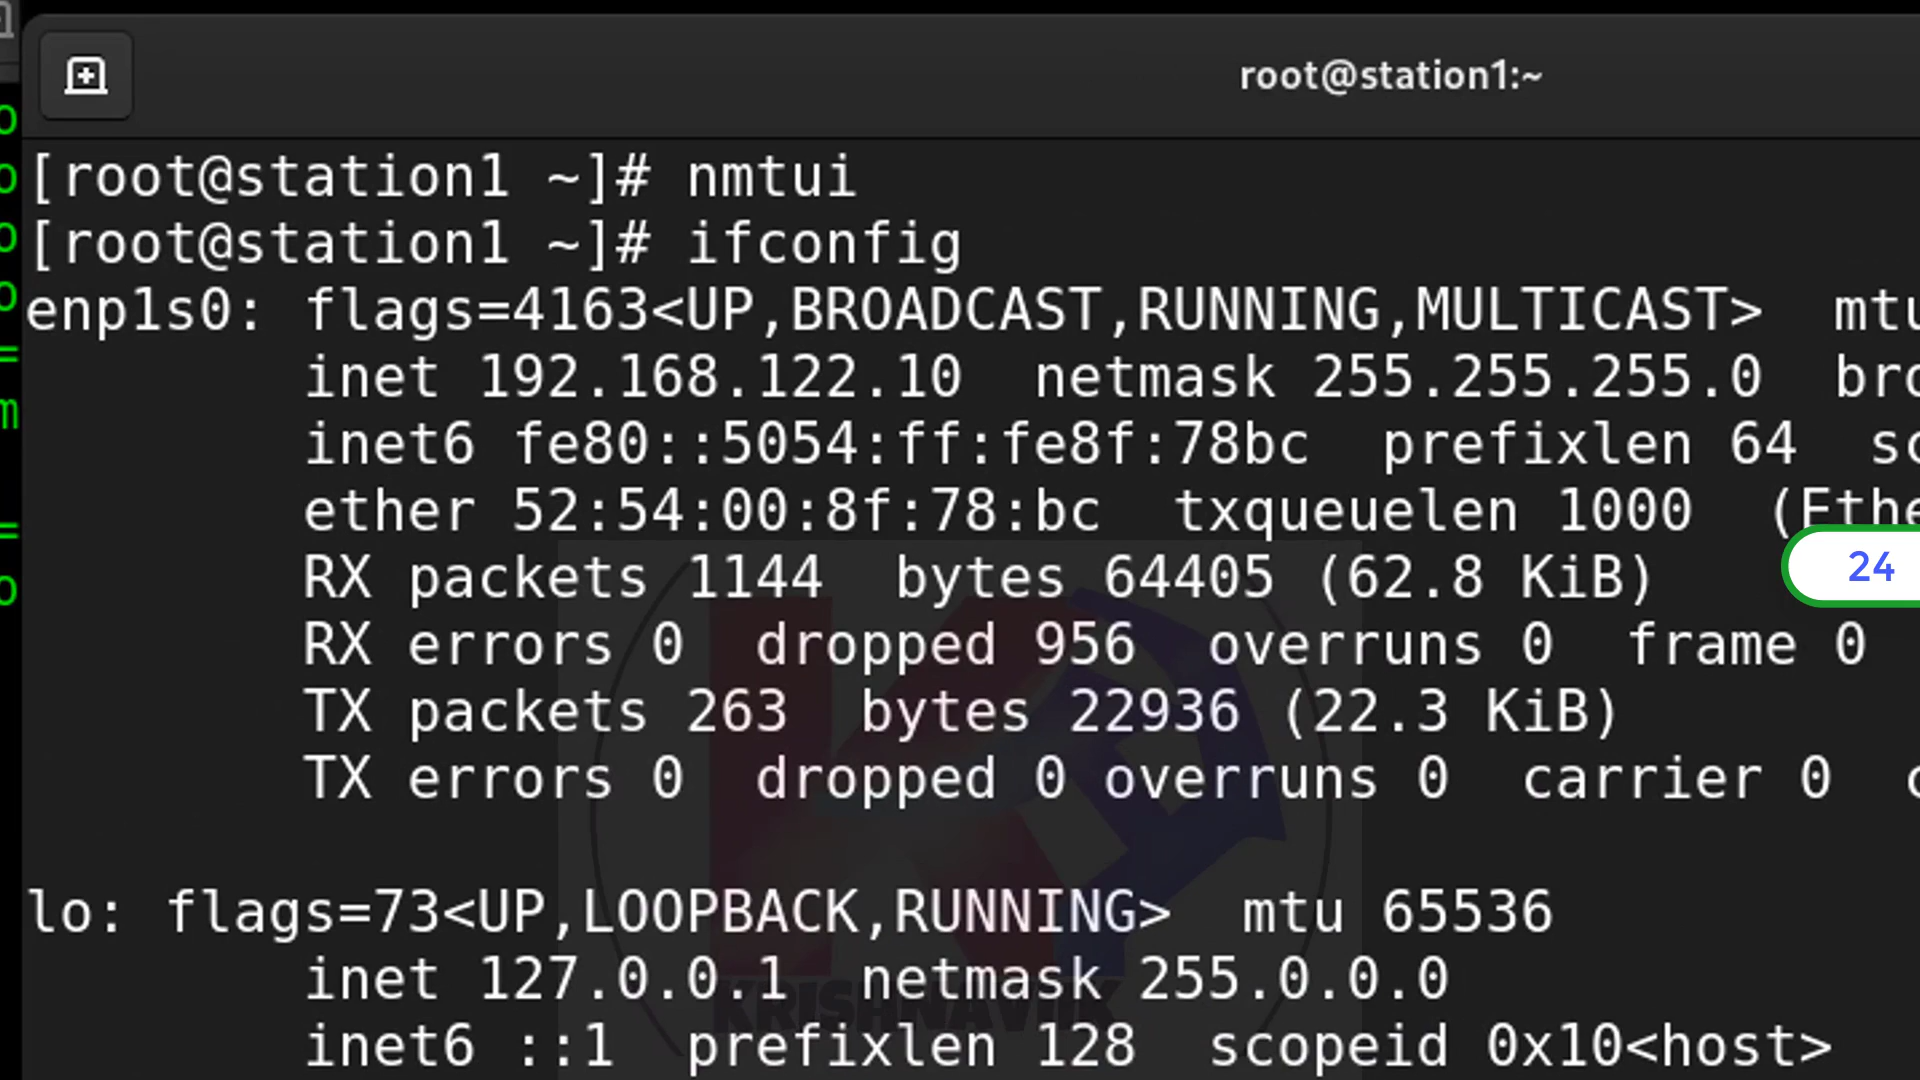 root@station1:~
[root@station1 ~]# nmtui
[root@station1 ~]# ifconfig
enp1s0: flags=4163<UP,BROADCAST,RUNNING,MULTICAST>  mtu
        inet 192.168.122.10  netmask 255.255.255.0  bro
        inet6 fe80::5054:ff:fe8f:78bc  prefixlen 64  sc
        ether 52:54:00:8f:78:bc  txqueuelen 1000  (Ethe
        RX packets 1144  bytes 64405 (62.8 KiB)
24
        RX errors 0  dropped 956  overruns 0  frame 0
        TX packets 263  bytes 22936 (22.3 KiB)
        TX errors 0  dropped 0 overruns 0  carrier 0  c
lo: flags=73<UP,LOOPBACK,RUNNING>  mtu 65536
        inet 127.0.0.1  netmask 255.0.0.0
        inet6 ::1  prefixlen 128  scopeid 0x10<host>